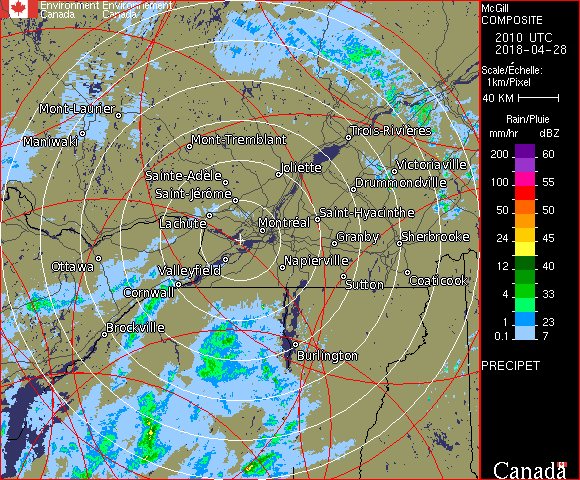 Environment Environnement
Canada Canada
McGill
COMPOSITE
2010 UTC
2018-04-28
Scale/Échelle:
1km/Pixel
40 KM
Rain/Pluie
mm/hr dBZ
200 60
100 55
50 50
24 45
12 40
4 33
1 23
0.1 7
PRECIPET
Canada
Mont-Laurier
Maniwaki
Mont-Tremblant
Trois-Rivières
Sainte-Adèle
Joliette
Victoriaville
Saint-Jérôme
Drummondville
Lachute
Montréal
Saint-Hyacinthe
Granby
Sherbrooke
Ottawa
Valleyfield
Napierville
Cornwall
Sutton
Coaticook
Brockville
Burlington